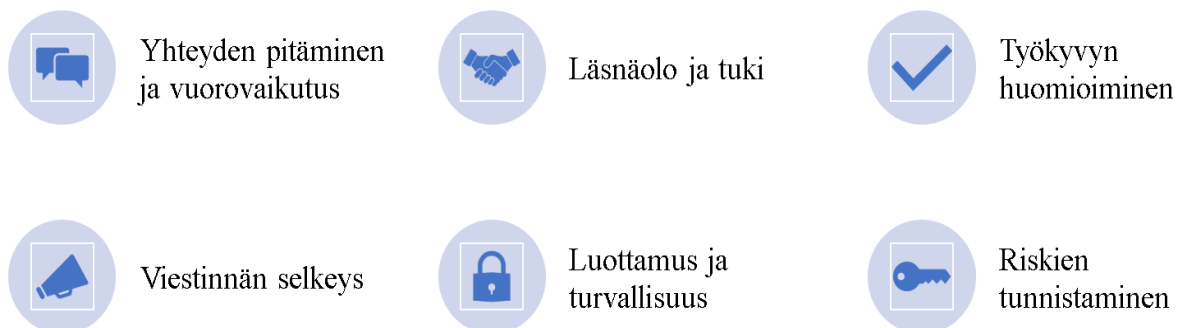 Yhteyden pitäminen
ja vuorovaikutus
Läsnäolo ja tuki
Työkyvyn
huomioiminen
Viestinnän selkeys
Luottamus ja
turvallisuus
Riskien
tunnistaminen